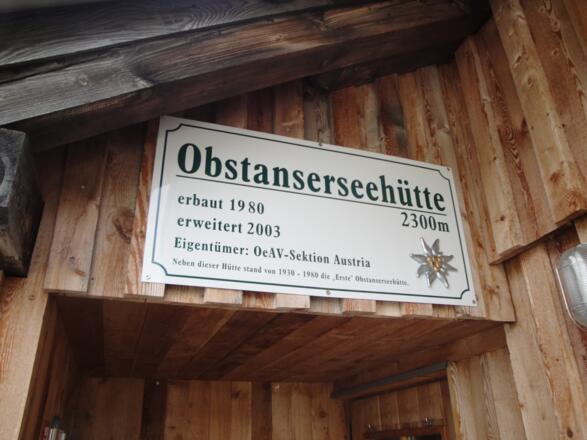 Obstanserseehütte
2300m
erbaut 1980
erweitert 2003
Eigentümer: OeAV-Sektion Austria
Neben dieser Hütte stand von 1930 - 1980 die „Erste" Obstanserseehütte.